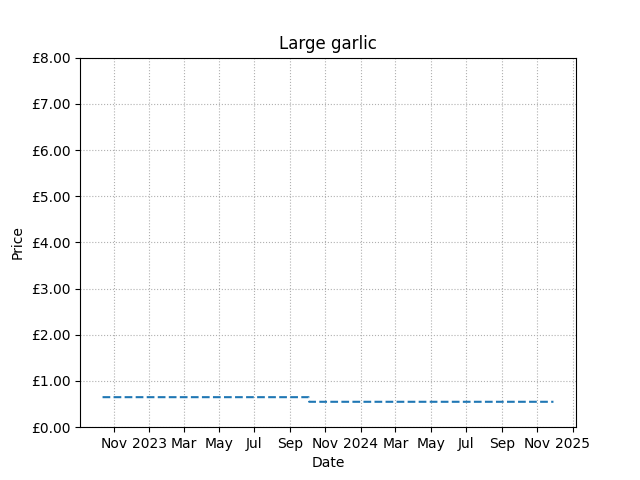 Large garlic
£8.00
£7.00
£6.00
£5.00
£4.00
£3.00
£2.00
£1.00
£0.00
Price
Nov 2023 Mar May Jul Sep Nov 2024 Mar May Jul Sep Nov 2025
Date